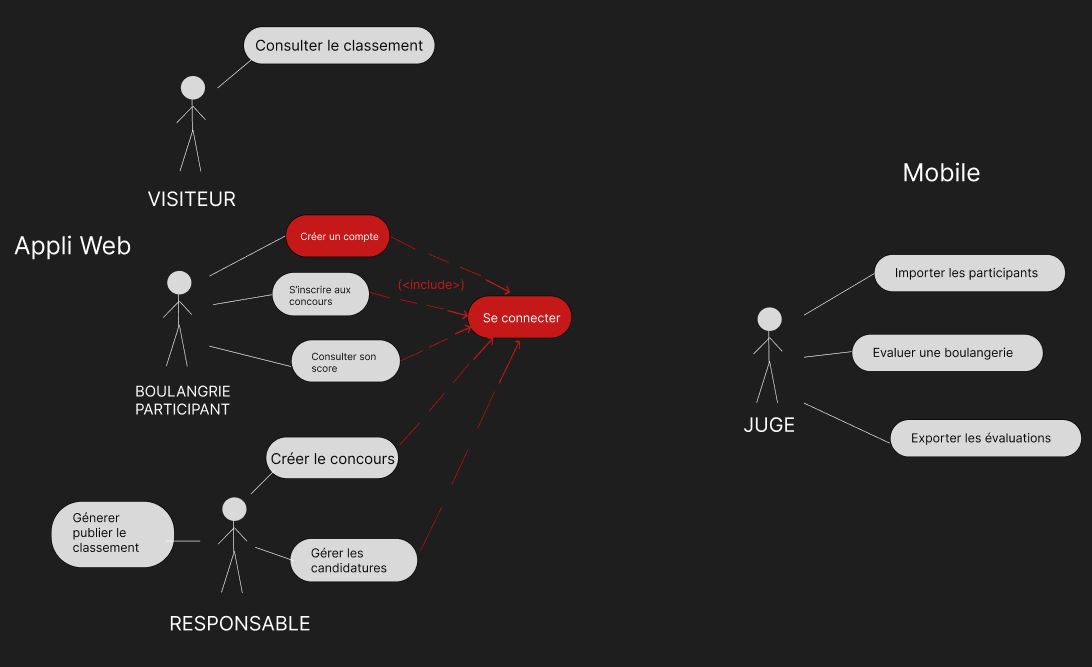 Consulter le classement
VISITEUR
Appli Web
Créer un compte
S'inscrire aux
concours
(<include>)
Se connecter
Consulter son
score
BOULANGRIE
PARTICIPANT
Créer le concours
Génerer
publier le
classement
Gérer les
candidatures
RESPONSABLE
Mobile
Importer les participants
Evaluer une boulangerie
JUGE
Exporter les évaluations